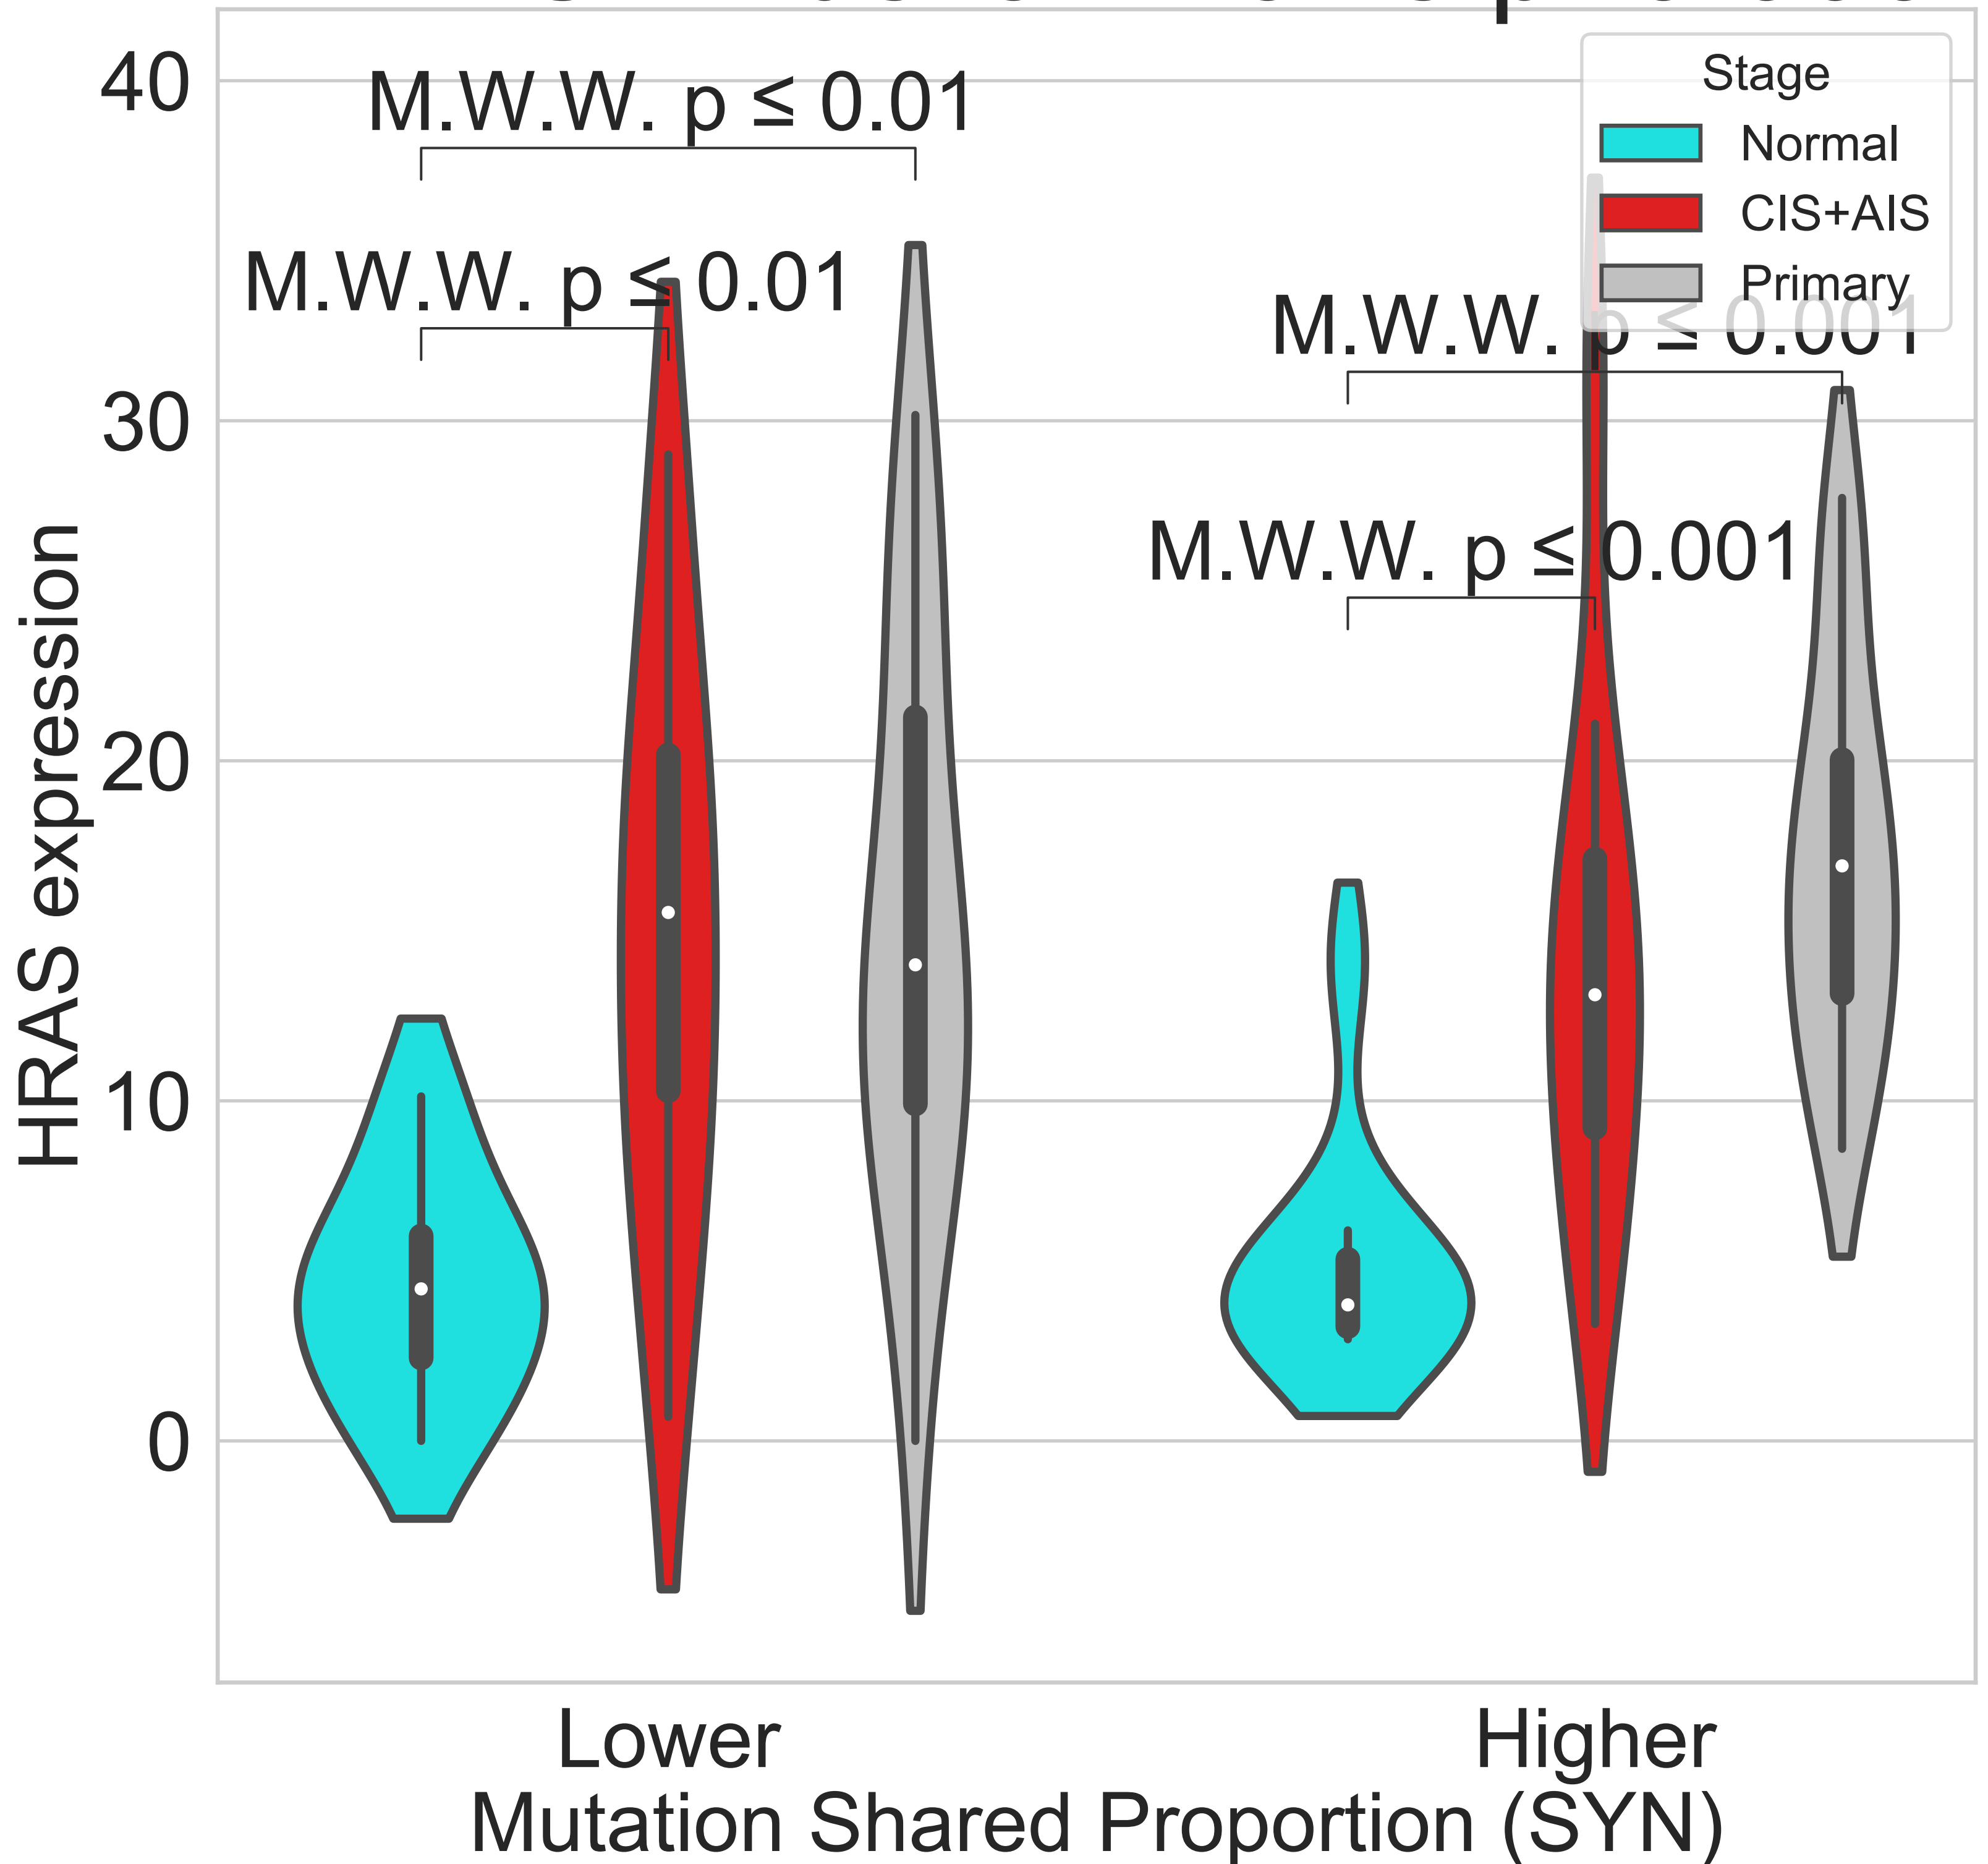 Stage
Normal
CIS+AIS
Primary
M.W.W. p ≤ 0.01
M.W.W. p ≤ 0.01
M.W.W. p ≤ 0.001
M.W.W. p ≤ 0.001
40
30
20
10
0
HRAS expression
Lower
Higher
Mutation Shared Proportion (SYN)